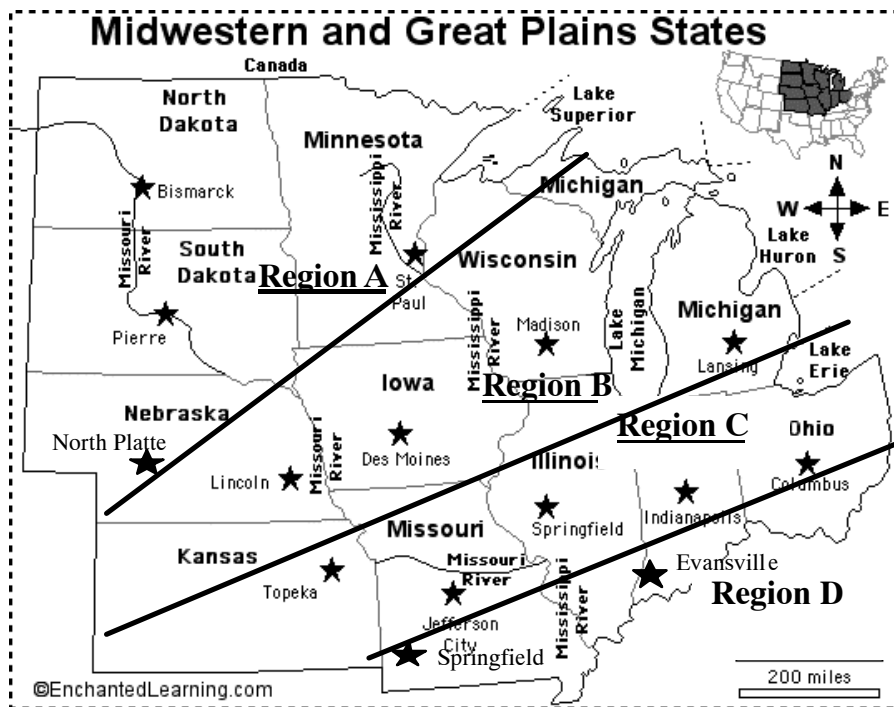 Midwestern and Great Plains States
Canada
North
Dakota
Lake
Superior
Minnesota
Mississippi
River
Bismarck
Michigan
N
W
E
S
Missouri
River
South
Dakota
Region A
St.
Paul
Wisconsin
Lake
Huron
Pierre
Mississippi
River
Madison
Lake
Michigan
Michigan
Lansing
Lake
Erie
Iowa
Region B
Nebraska
North Platte
Region C
Ohio
Lincoln
Missouri
River
Des Moines
Illinois
Columbus
Springfield
Indianapolis
Missouri
Kansas
Topeka
Missouri
River
Evansville
Region D
Jefferson
City
Mississippi
River
Springfield
200 miles
©EnchantedLearning.com